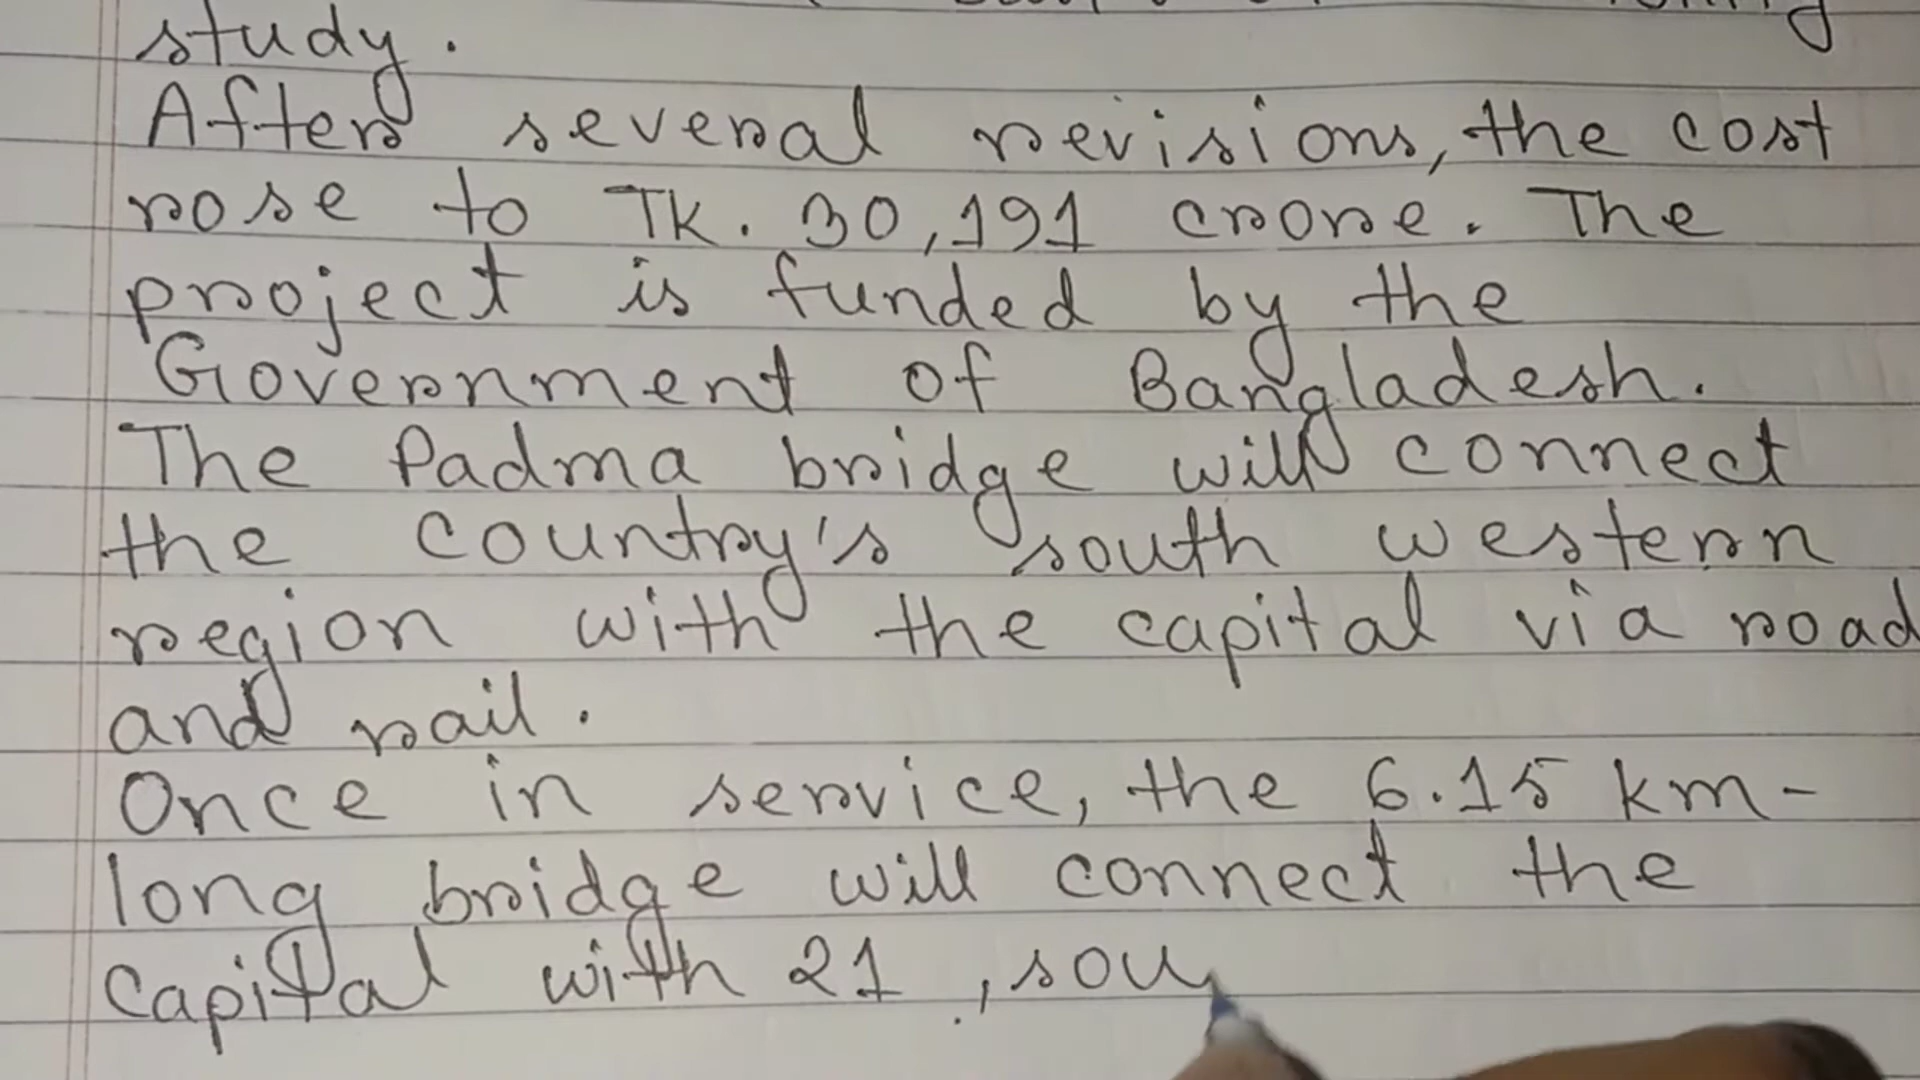 study.
After several revisions, the cost
rose to TK. 30,191 crore. The
project is funded by the
Government of Bangladesh.
The Padma bridge will connect
the country's south western
region with the capital via road
and rail.
Once in service, the 6.15 km-
long bridge will connect the
capital with 21 , sou